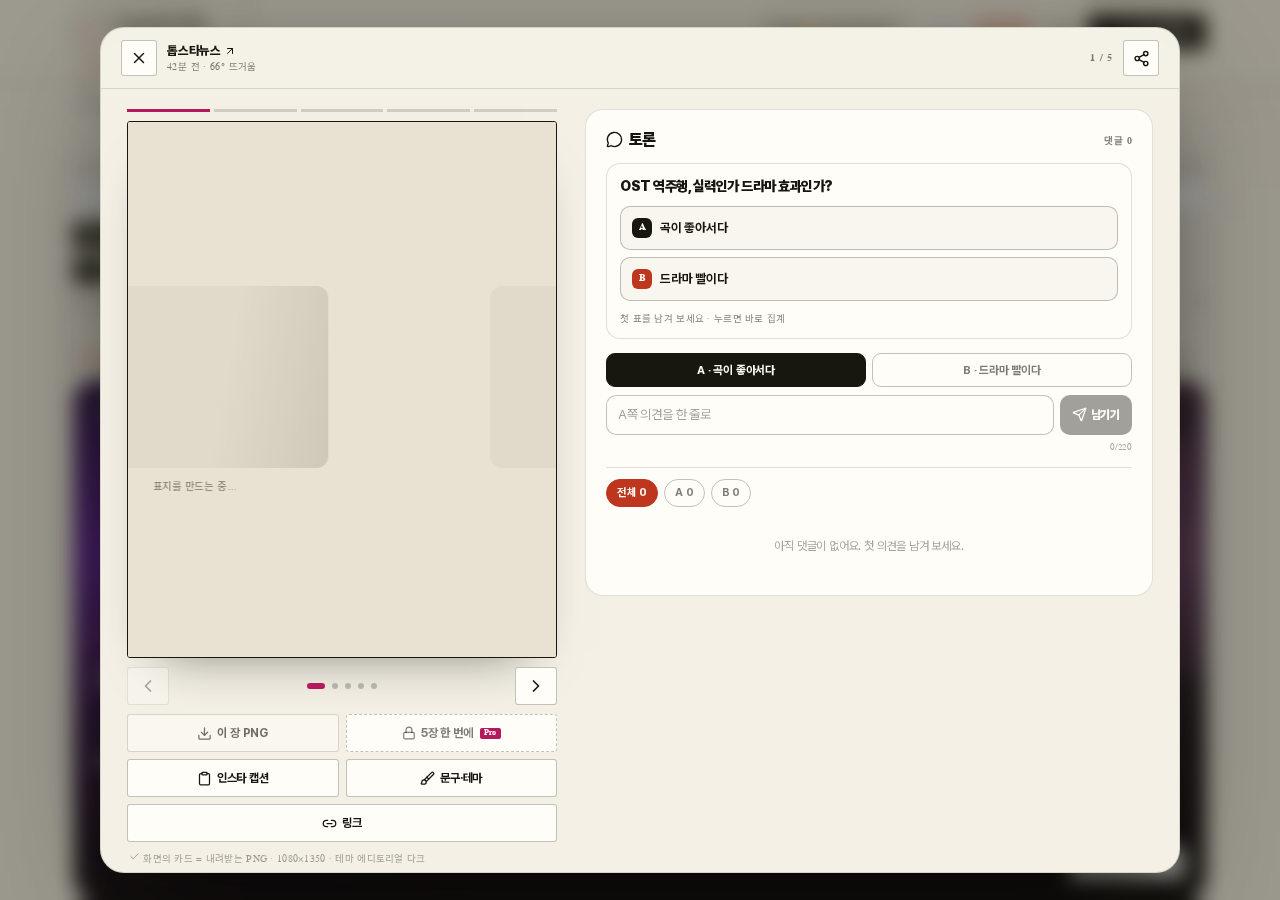 톱스타뉴스
42분 전 · 66° 뜨거움
1 / 5
표지를 만드는 중…
이 장 PNG
5장 한 번에 Pro
인스타 캡션
문구·테마
링크
화면의 카드 = 내려받는 PNG · 1080×1350 · 테마 에디토리얼 다크
토론
댓글 0
OST 역주행, 실력인가 드라마 효과인가?
A 곡이 좋아서다
B 드라마 빨이다
첫 표를 남겨 보세요 · 누르면 바로 집계
A · 곡이 좋아서다
B · 드라마 빨이다
A쪽 의견을 한 줄로
남기기
0/220
전체 0
A 0
B 0
아직 댓글이 없어요. 첫 의견을 남겨 보세요.